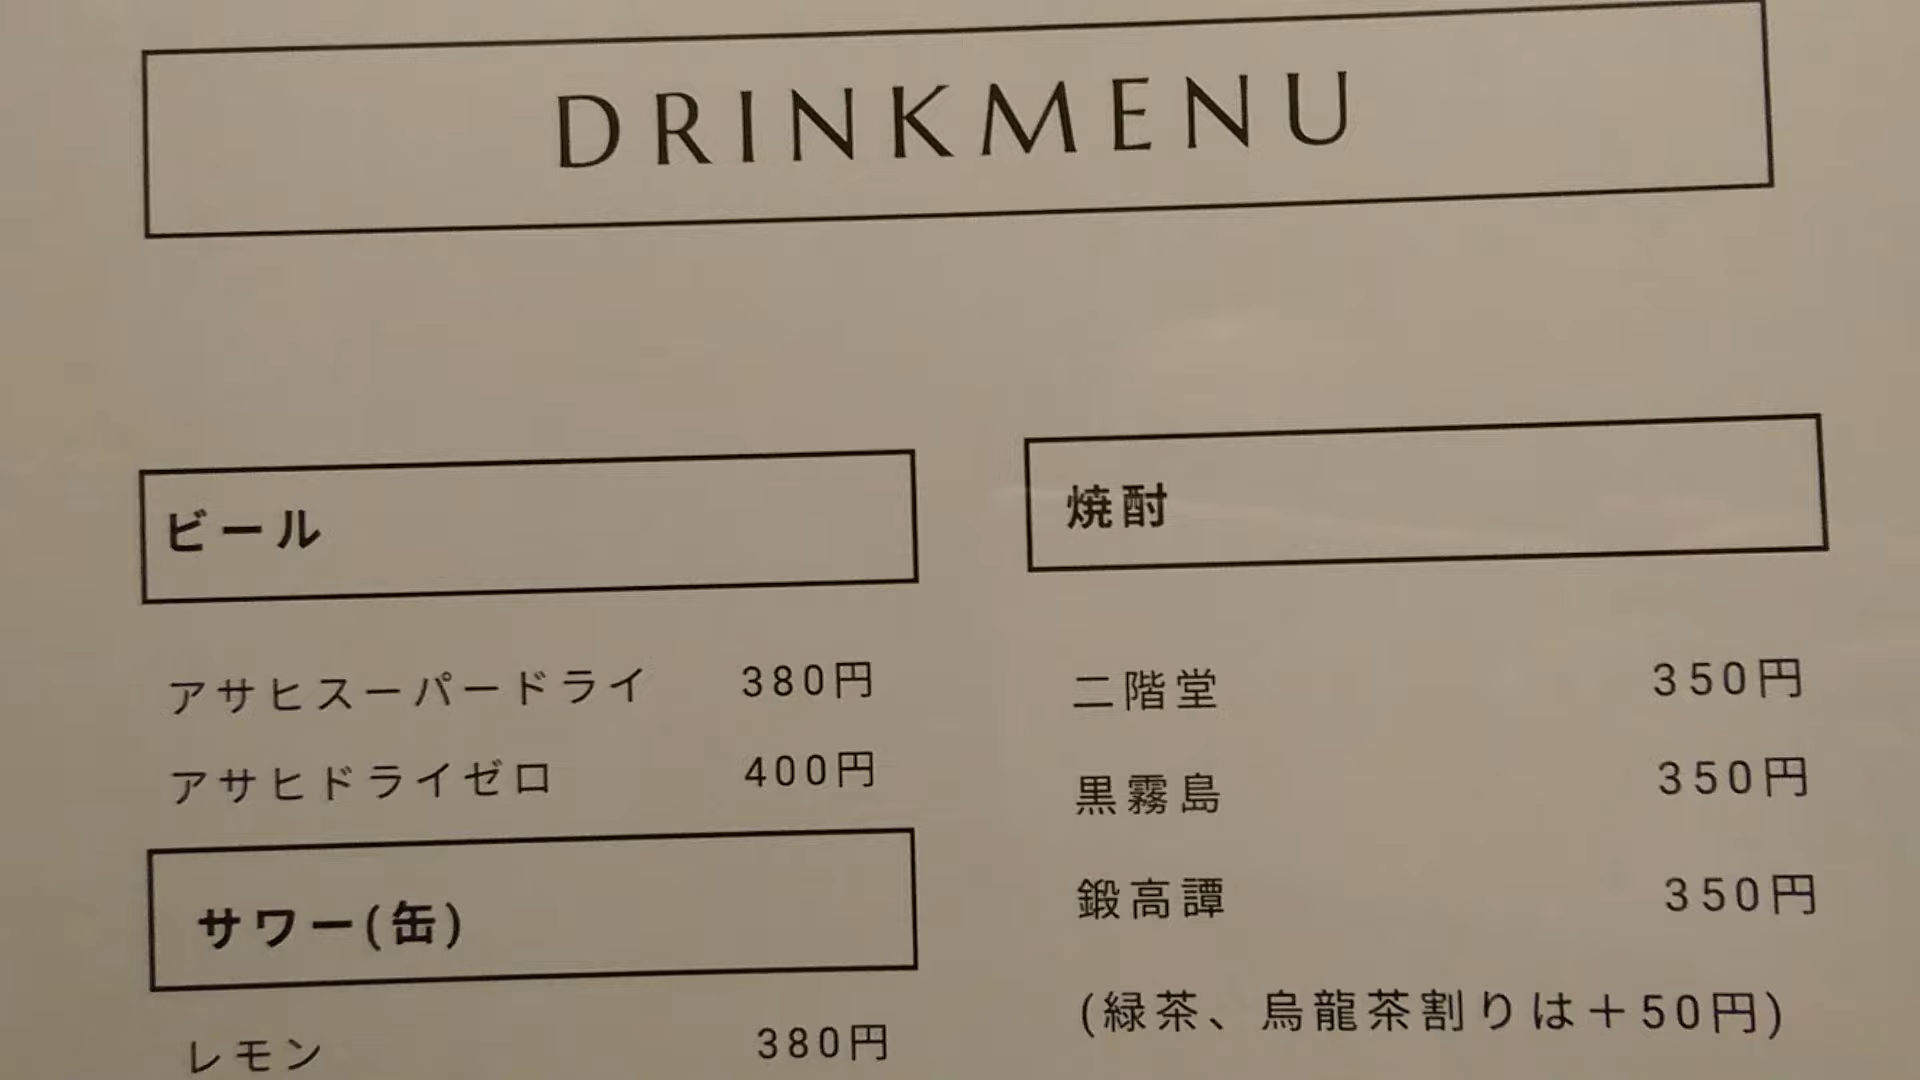 DRINKMENU
ビール
アサヒスーパードライ 380円
アサヒドライゼロ 400円
サワー(缶)
レモン 380円
焼酎
二階堂 350円
黒霧島 350円
鍛高譚 350円
(緑茶、烏龍茶割りは＋50円)